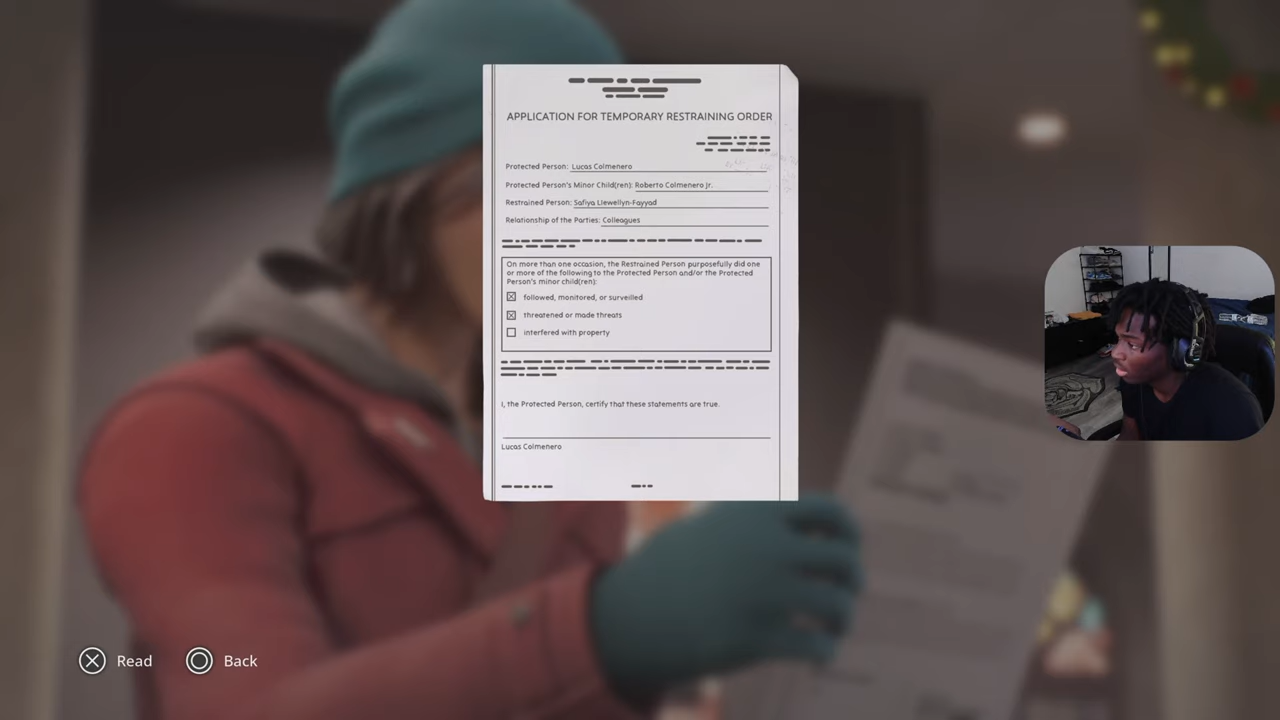 APPLICATION FOR TEMPORARY RESTRAINING ORDER
Protected Person: Lucas Colmenero
Protected Person's Minor Child(ren): Roberto Colmenero Jr.
Restrained Person: Safiya Llewellyn-Fayyad
Relationship of the Parties: Colleagues
On more than one occasion, the Restrained Person purposefully did one
or more of the following to the Protected Person and/or the Protected
Person's minor child(ren):
followed, monitored, or surveilled
threatened or made threats
interfered with property
I, the Protected Person, certify that these statements are true.
Lucas Colmenero
Read Back